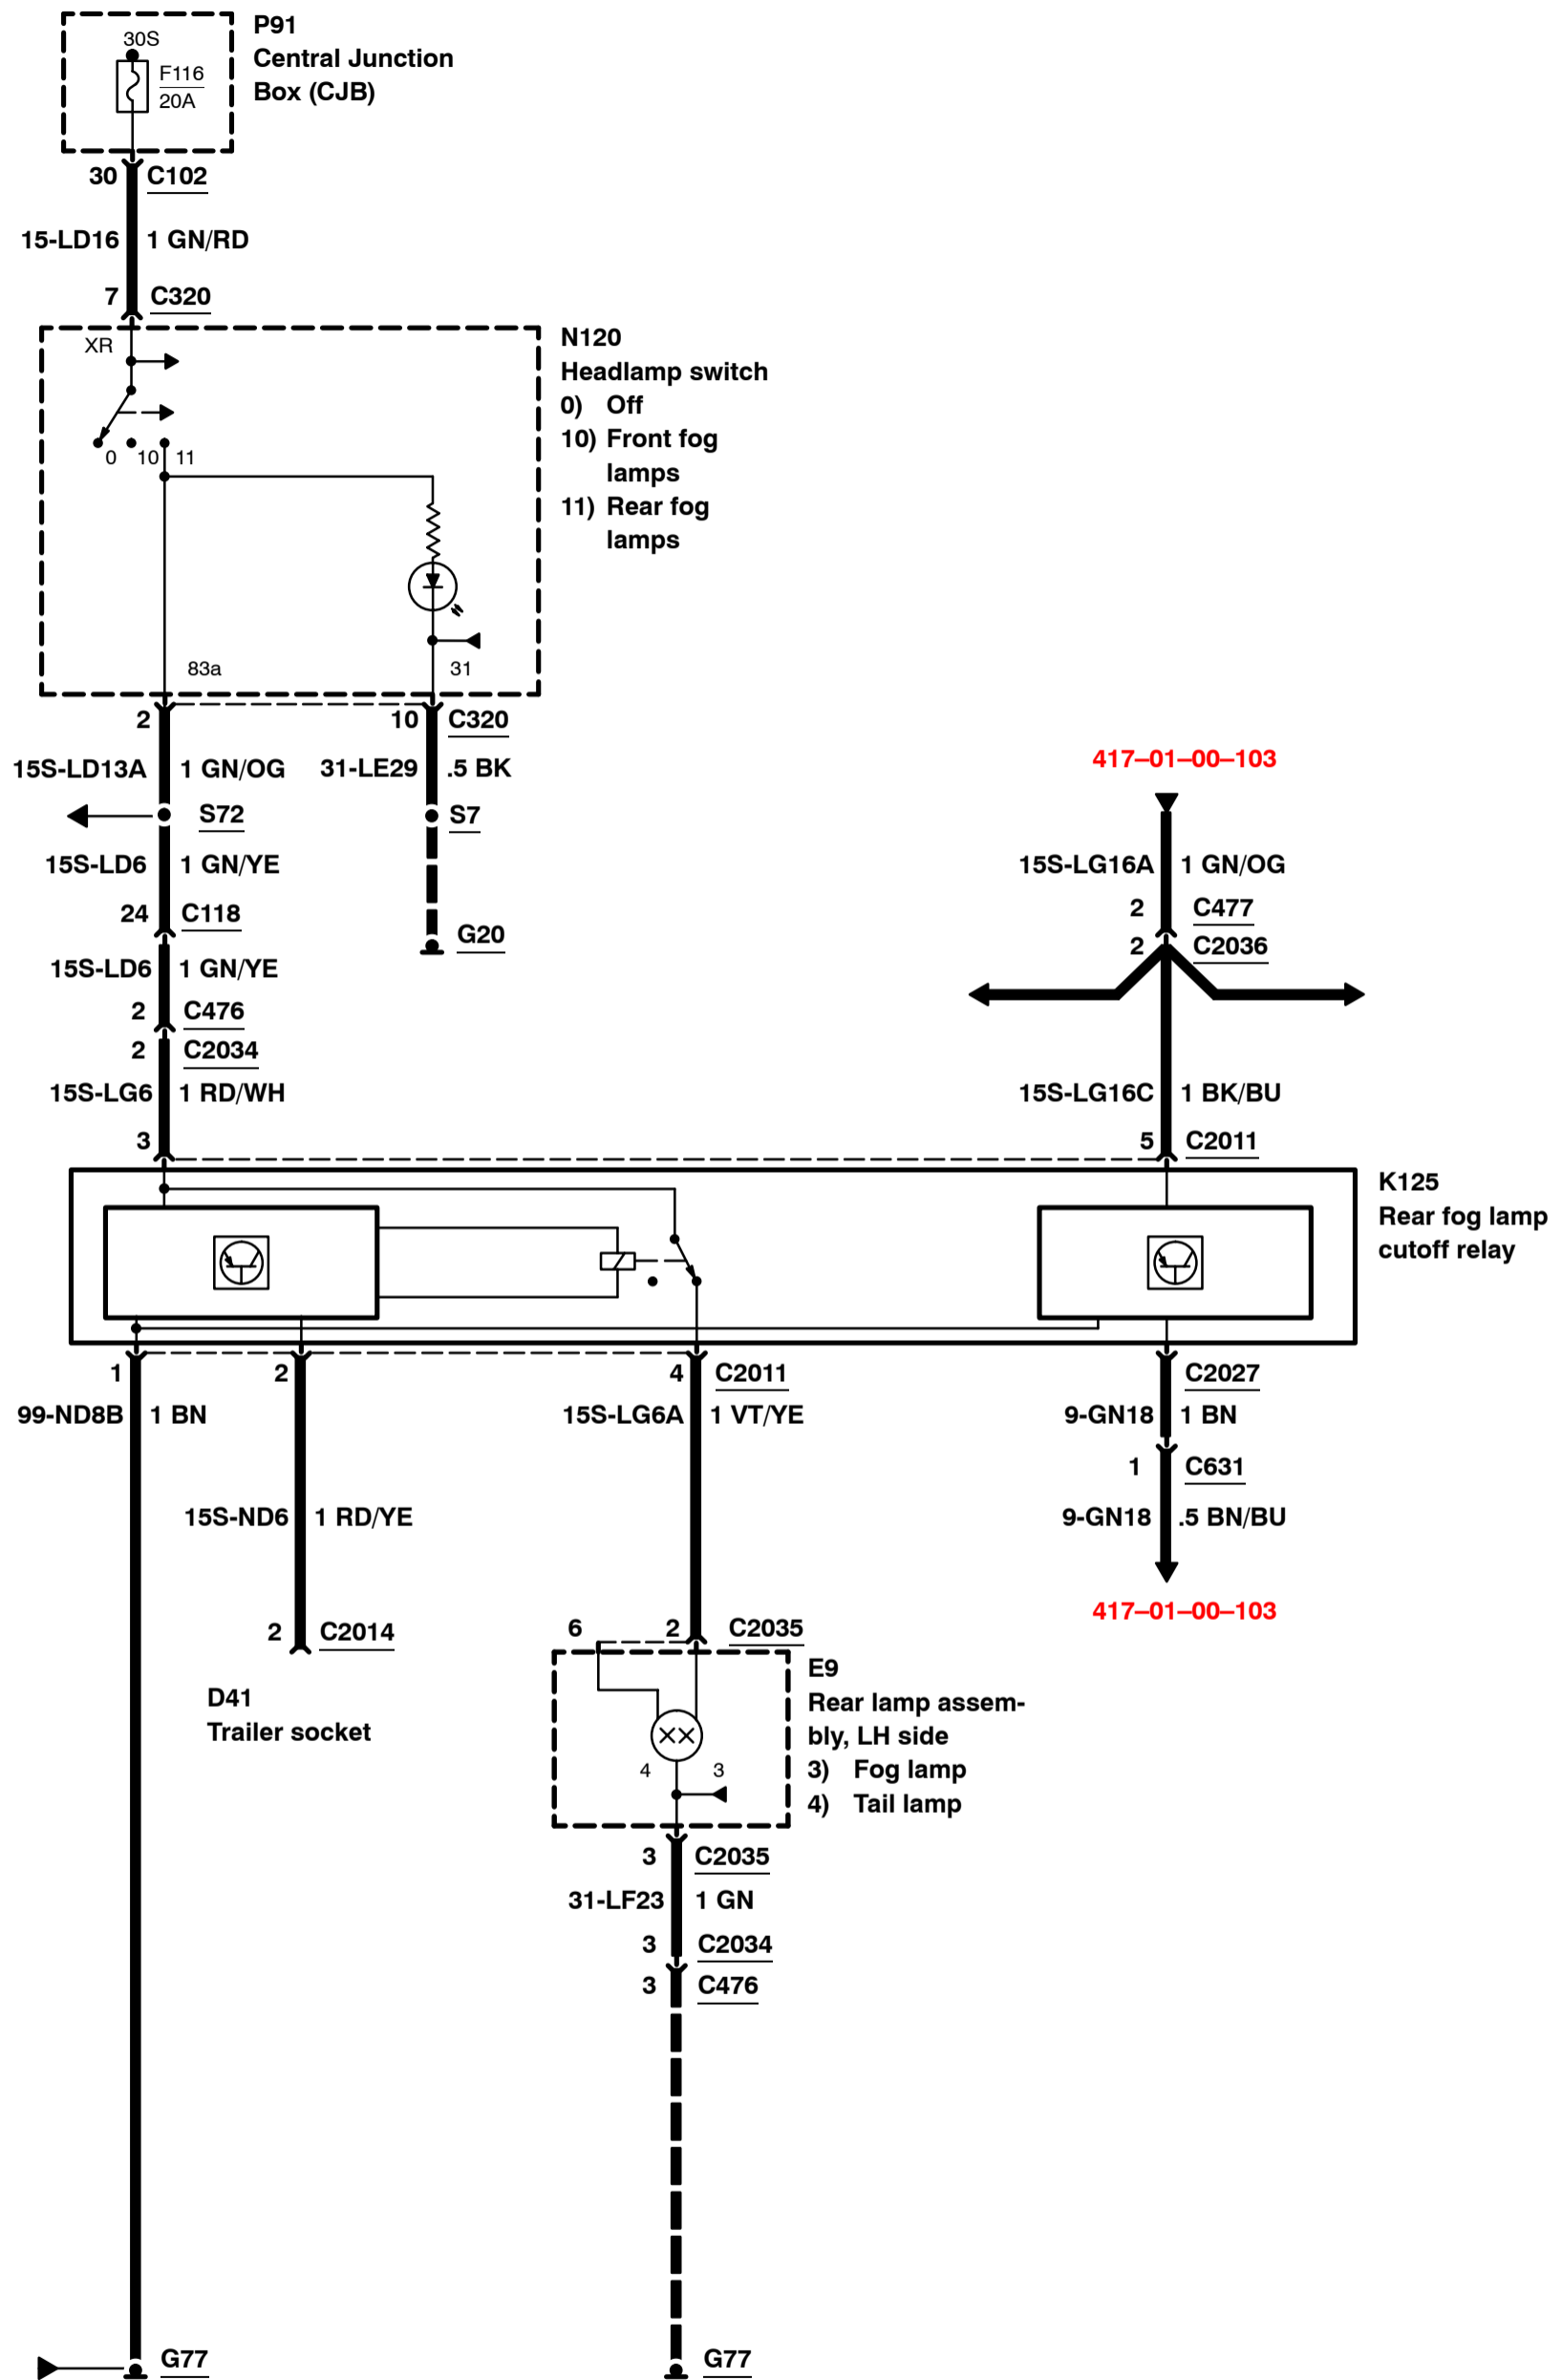 P91
Central Junction
Box (CJB)
30S
F116
20A
30 C102
15-LD16 1 GN/RD
7 C320
XR
0 10 11
83a 31
N120
Headlamp switch
0) Off
10) Front fog
lamps
11) Rear fog
lamps
2 10 C320
15S-LD13A 1 GN/OG 31-LE29 .5 BK
S72 S7
15S-LD6 1 GN/YE
24 C118
G20
15S-LD6 1 GN/YE
2 C476
2 C2034
15S-LG6 1 RD/WH
3
417–01–00–103
15S-LG16A 1 GN/OG
2 C477
2 C2036
15S-LG16C 1 BK/BU
5 C2011
K125
Rear fog lamp
cutoff relay
1 2 4 C2011 C2027
99-ND8B 1 BN 15S-LG6A 1 VT/YE 9-GN18 1 BN
1 C631
15S-ND6 1 RD/YE 9-GN18 .5 BN/BU
417–01–00–103
2 C2014
D41
Trailer socket
6 2 C2035
E9
Rear lamp assem-
bly, LH side
3) Fog lamp
4) Tail lamp
4 3
3 C2035
31-LF23 1 GN
3 C2034
3 C476
G77 G77